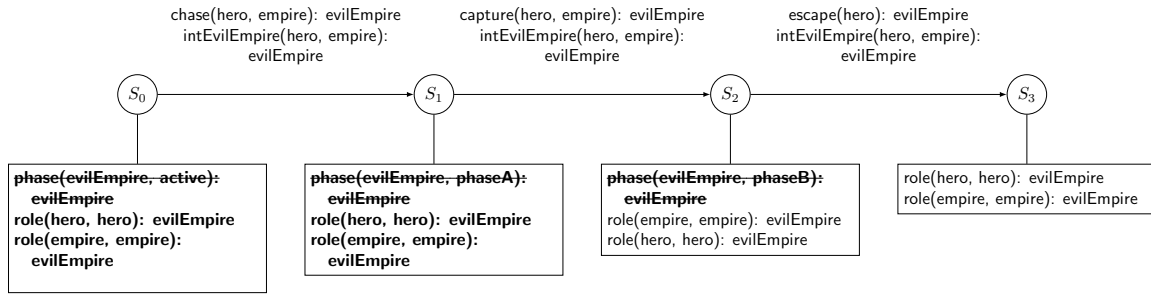 chase(hero, empire): evilEmpire
intEvilEmpire(hero, empire):
evilEmpire
capture(hero, empire): evilEmpire
intEvilEmpire(hero, empire):
evilEmpire
escape(hero): evilEmpire
intEvilEmpire(hero, empire):
evilEmpire
S0
S1
S2
S3
phase(evilEmpire, active):
evilEmpire
role(hero, hero): evilEmpire
role(empire, empire):
evilEmpire
phase(evilEmpire, phaseA):
evilEmpire
role(hero, hero): evilEmpire
role(empire, empire):
evilEmpire
phase(evilEmpire, phaseB):
evilEmpire
role(empire, empire): evilEmpire
role(hero, hero): evilEmpire
role(hero, hero): evilEmpire
role(empire, empire): evilEmpire